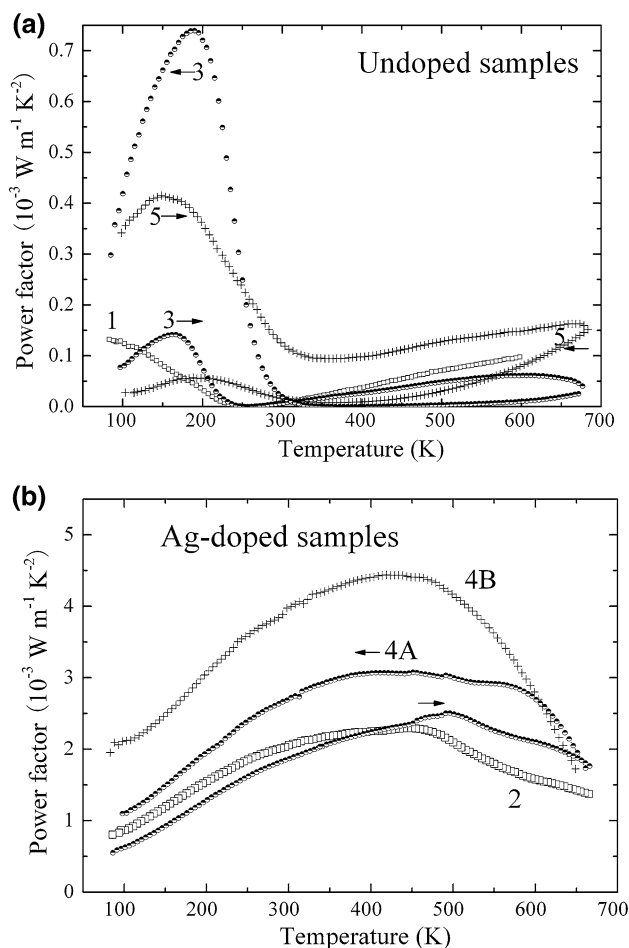 (a)
Undoped samples
Power factor (10⁻³ W m⁻¹ K⁻²)
0.7
0.6
0.5
0.4
0.3
0.2
0.1
0.0
3
5
1
3
5
100 200 300 400 500 600 700
Temperature (K)
(b)
Ag-doped samples
Power factor (10⁻³ W m⁻¹ K⁻²)
5
4
3
2
1
0
4B
4A
2
100 200 300 400 500 600 700
Temperature (K)